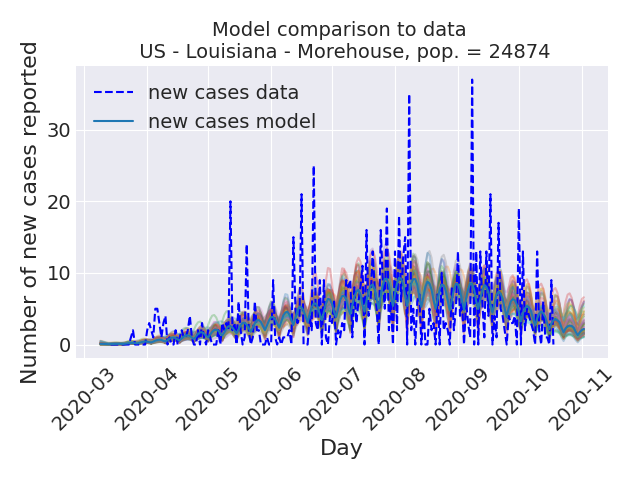 Model comparison to data
US - Louisiana - Morehouse, pop. = 24874
Number of new cases reported
new cases data
new cases model
30
20
10
0
2020-03
2020-04
2020-05
2020-06
2020-07
2020-08
2020-09
2020-10
2020-11
Day